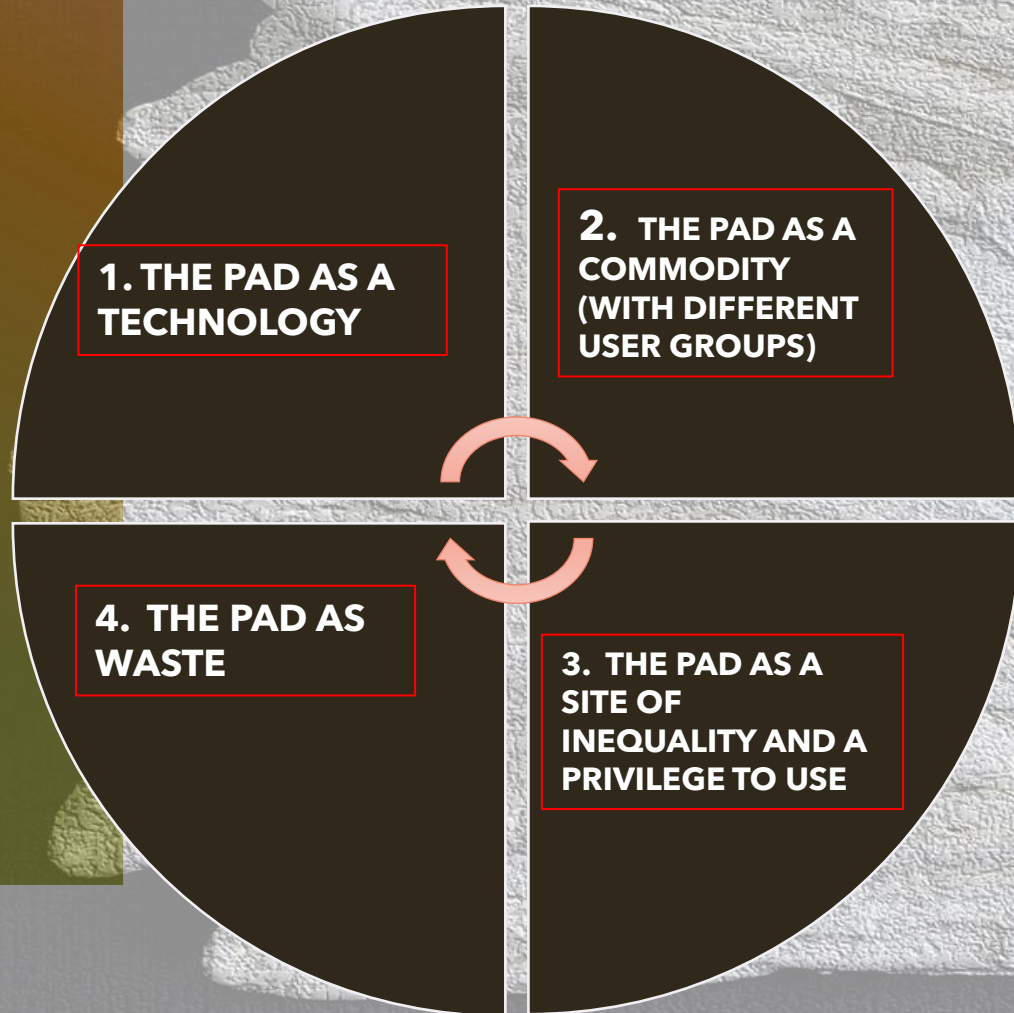 1. THE PAD AS A
TECHNOLOGY
2. THE PAD AS A
COMMODITY
(WITH DIFFERENT
USER GROUPS)
3. THE PAD AS A
SITE OF
INEQUALITY AND A
PRIVILEGE TO USE
4. THE PAD AS
WASTE